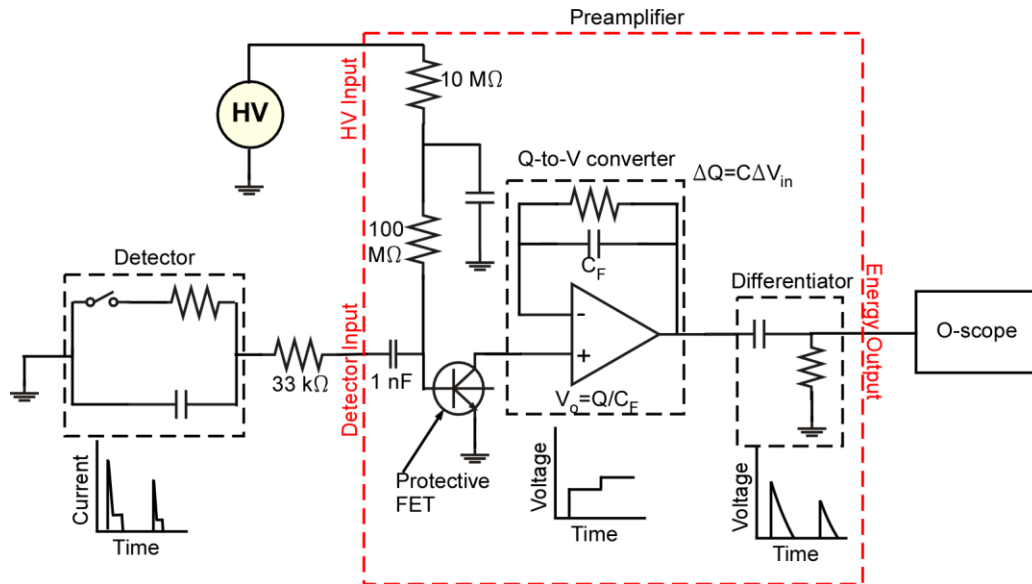 Preamplifier
HV
HV Input
10 MΩ
Q-to-V converter
ΔQ=CΔV_in
100
MΩ
C_F
Detector
Differentiator
Energy Output
-
+
O-scope
33 kΩ
Detector Input
1 nF
V_o=Q/C_F
Protective
FET
Current
Time
Voltage
Time
Voltage
Time